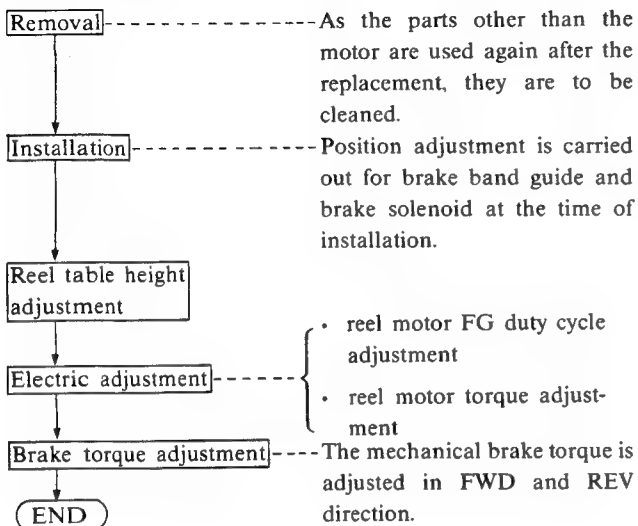 Removal
As the parts other than the
motor are used again after the
replacement, they are to be
cleaned.
Installation
Position adjustment is carried
out for brake band guide and
brake solenoid at the time of
installation.
Reel table height
adjustment
Electric adjustment
• reel motor FG duty cycle
adjustment
• reel motor torque adjust-
ment
Brake torque adjustment
The mechanical brake torque is
adjusted in FWD and REV
direction.
END